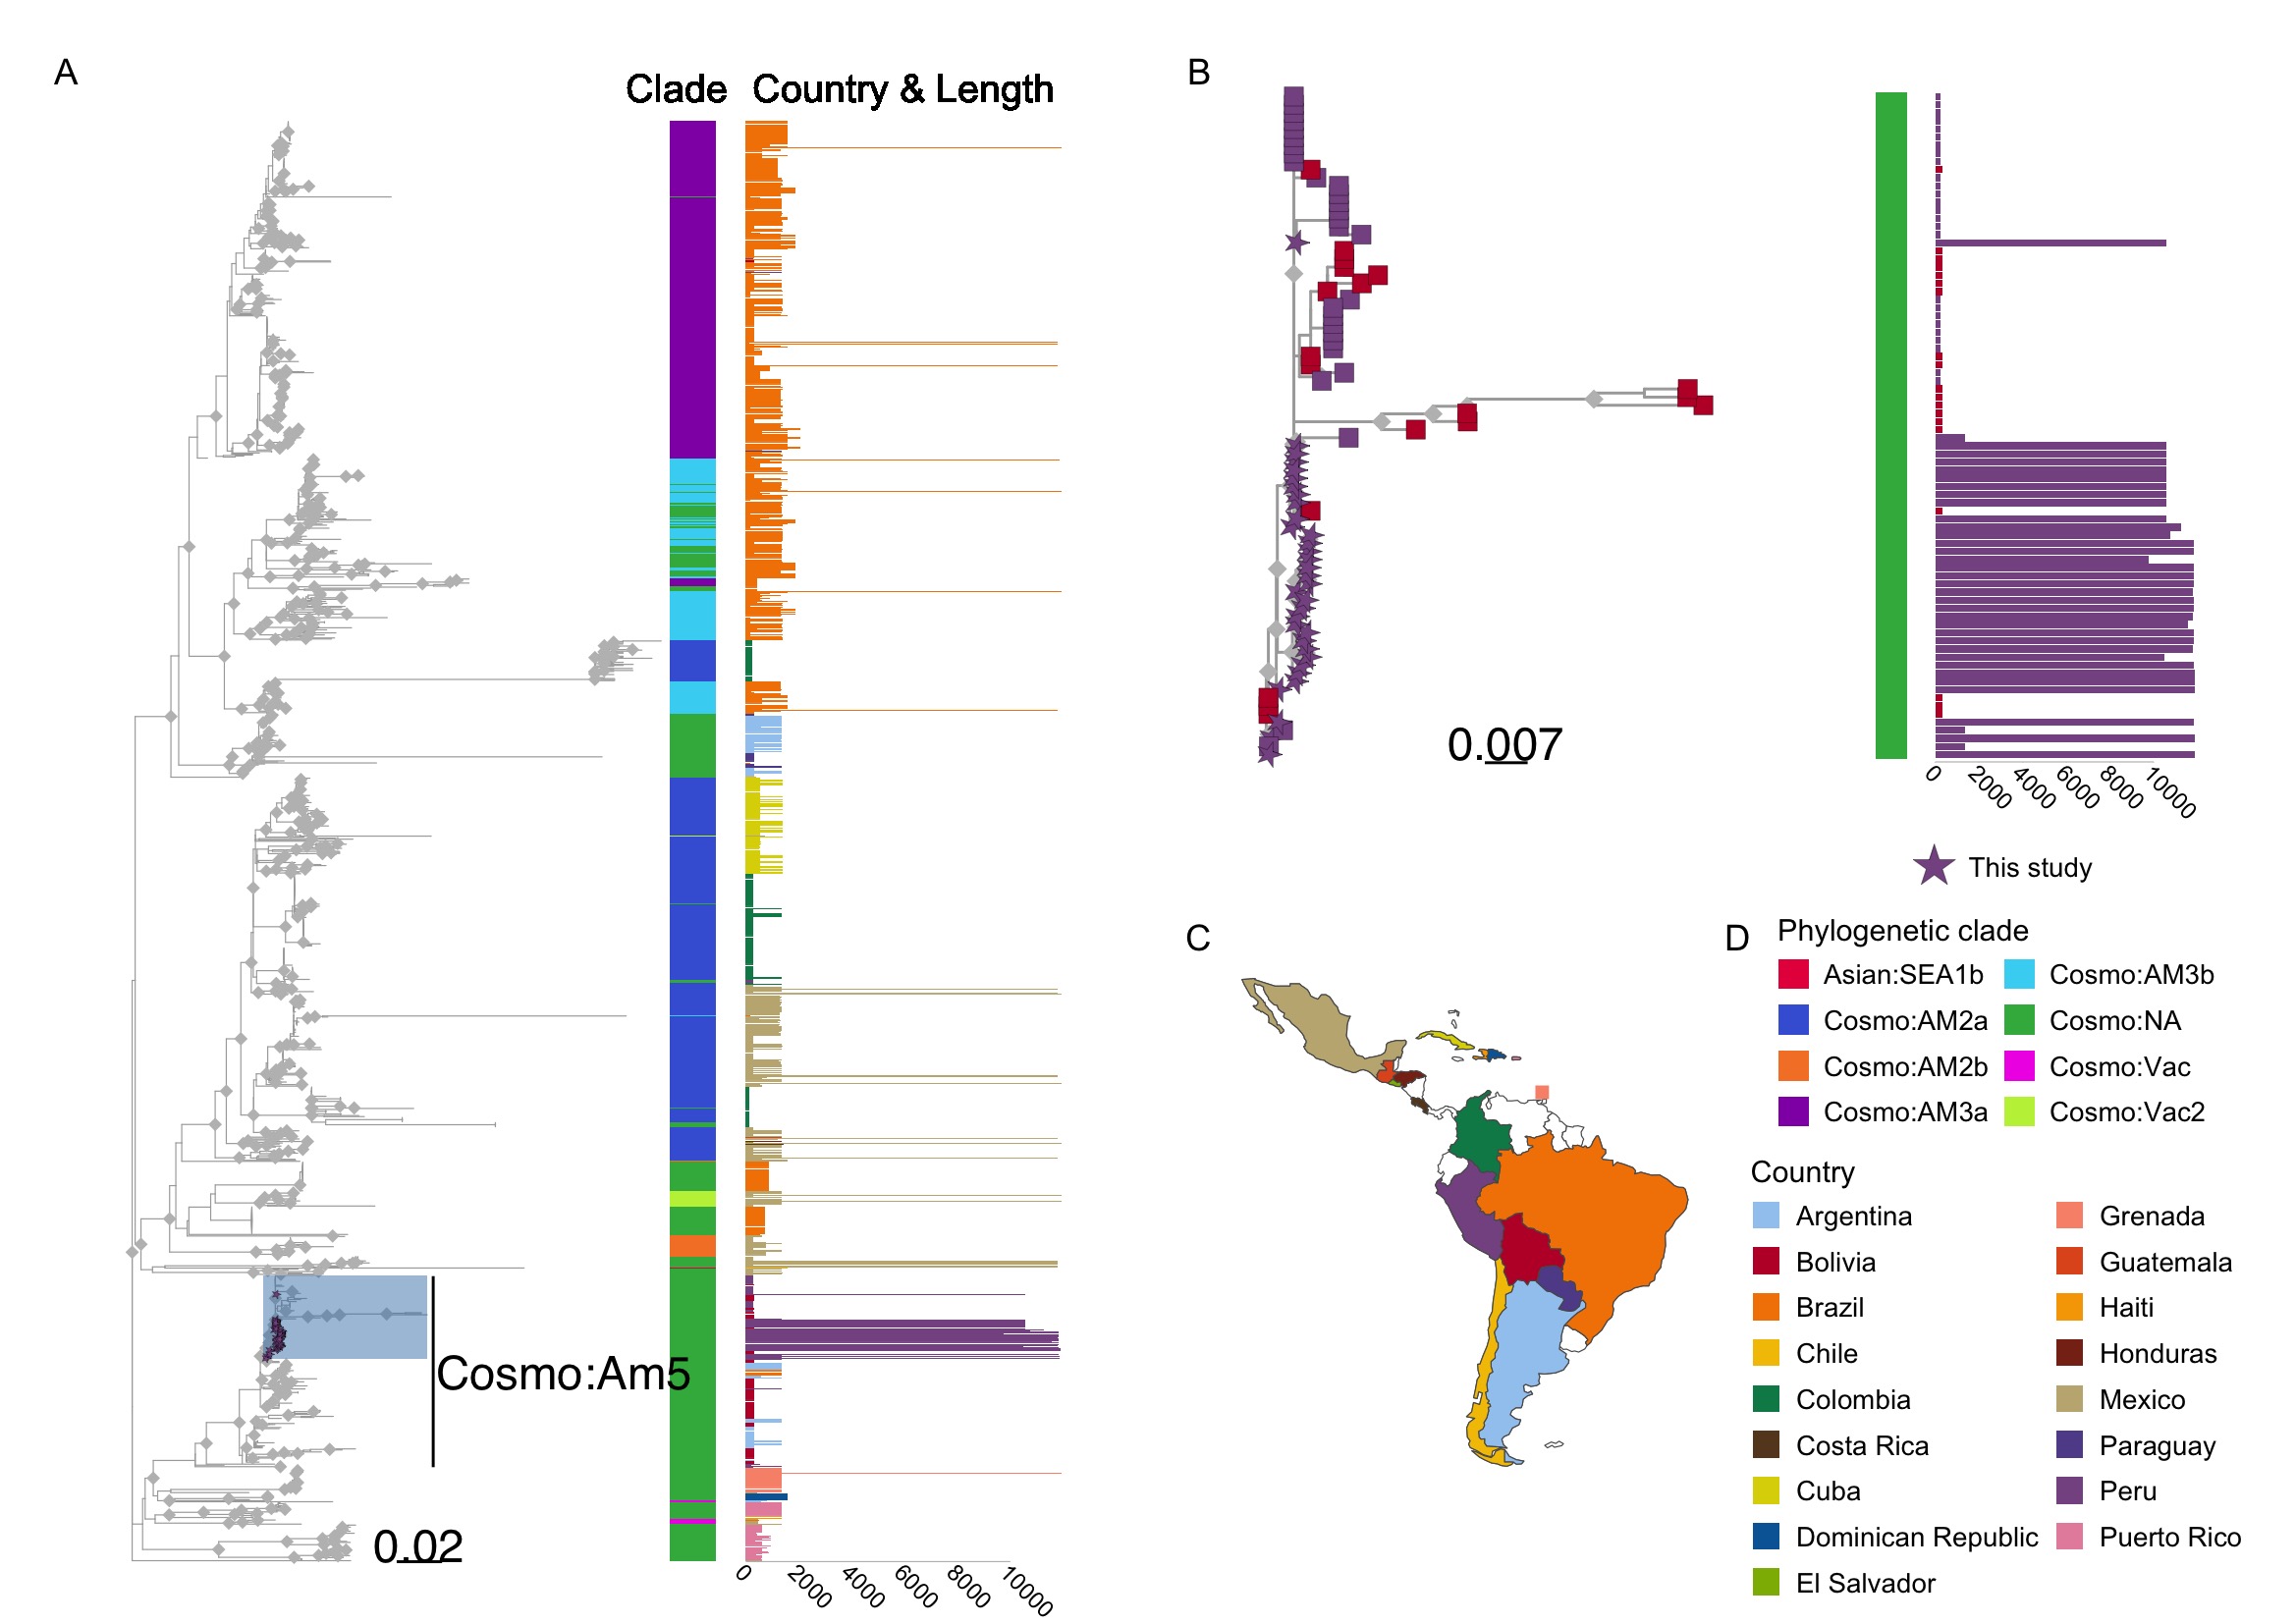 A
Clade
Country & Length
Cosmo:Am5
0.02
0
2000
4000
6000
8000
10000
B
0.007
0
2000
4000
6000
8000
10000
This study
C
D
Phylogenetic clade
Asian:SEA1b
Cosmo:AM3b
Cosmo:AM2a
Cosmo:NA
Cosmo:AM2b
Cosmo:Vac
Cosmo:AM3a
Cosmo:Vac2
Country
Argentina
Grenada
Bolivia
Guatemala
Brazil
Haiti
Chile
Honduras
Colombia
Mexico
Costa Rica
Paraguay
Cuba
Peru
Dominican Republic
Puerto Rico
El Salvador